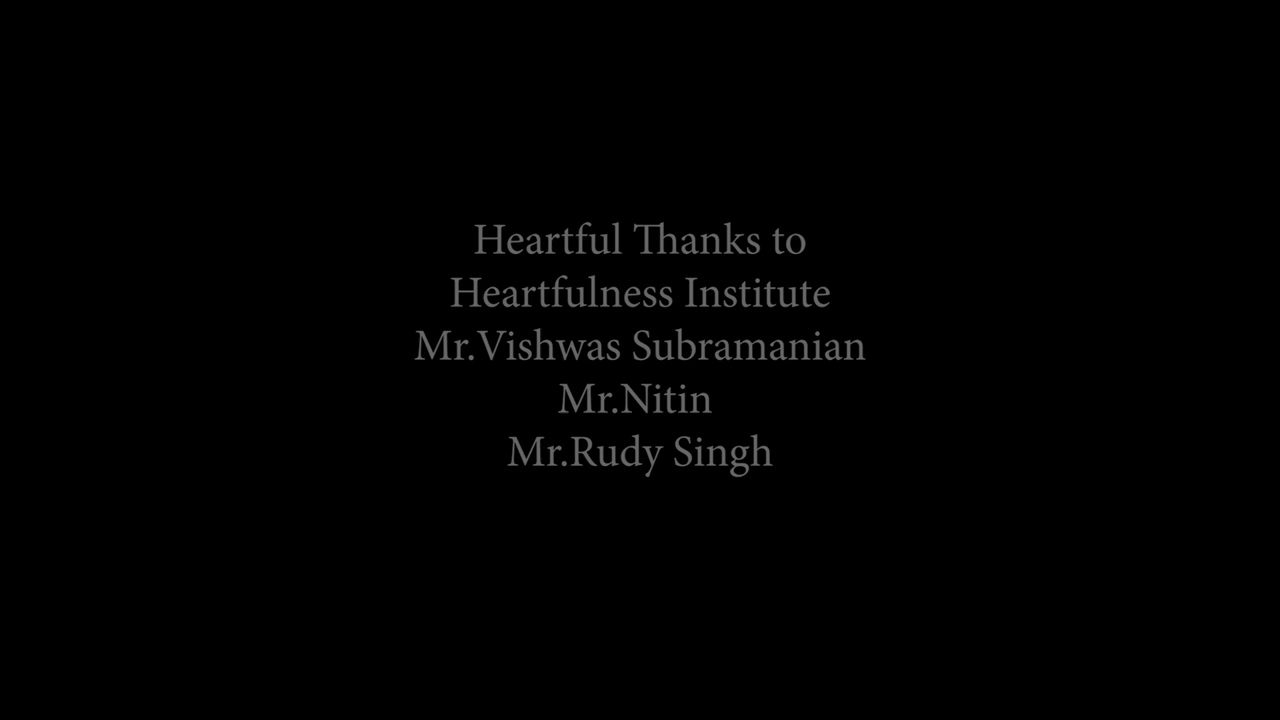 Heartful Thanks to
Heartfulness Institute
Mr.Vishwas Subramanian
Mr.Nitin
Mr.Rudy Singh